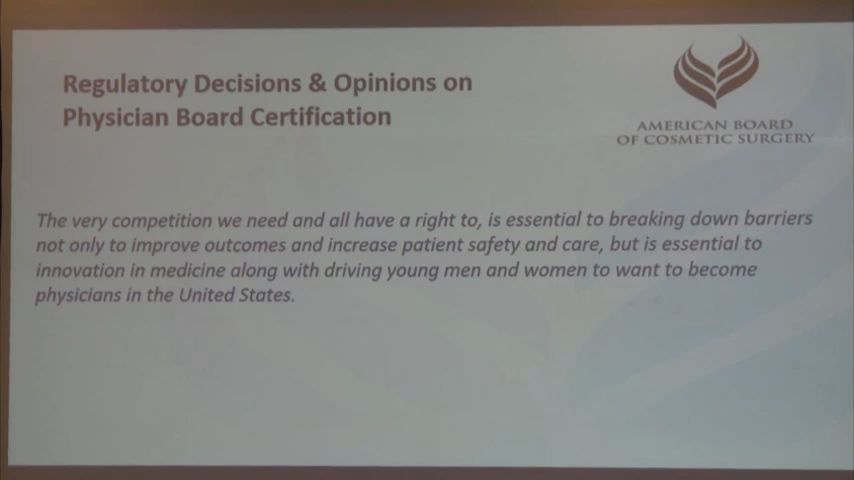 Regulatory Decisions & Opinions on
Physician Board Certification
AMERICAN BOARD
OF COSMETIC SURGERY
The very competition we need and all have a right to, is essential to breaking down barriers
not only to improve outcomes and increase patient safety and care, but is essential to
innovation in medicine along with driving young men and women to want to become
physicians in the United States.